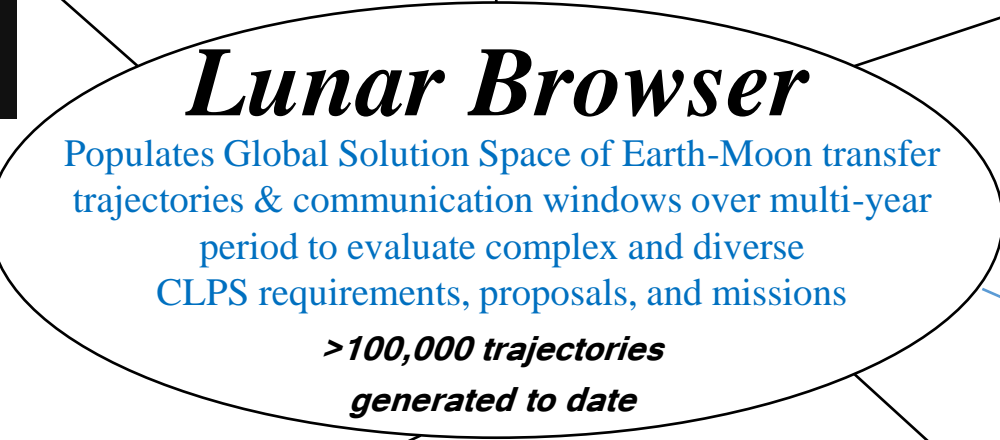 Lunar Browser
Populates Global Solution Space of Earth-Moon transfer
trajectories & communication windows over multi-year
period to evaluate complex and diverse
CLPS requirements, proposals, and missions
>100,000 trajectories
generated to date